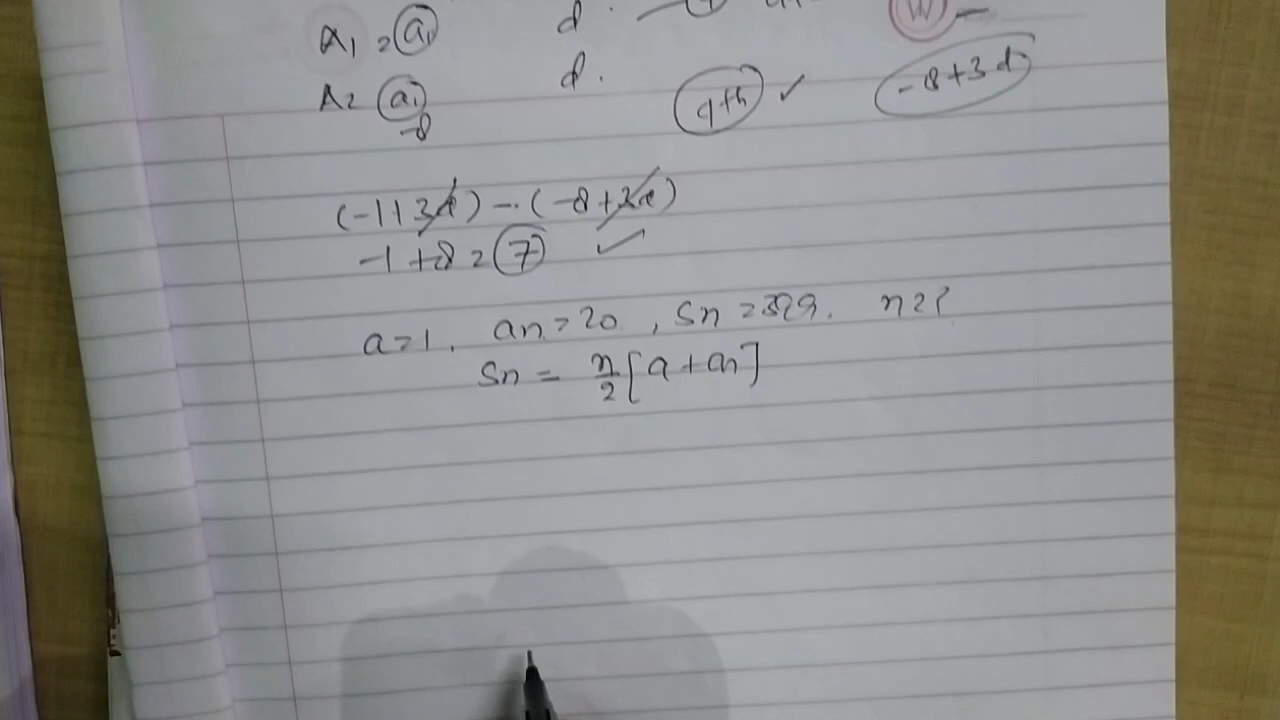 a₁ = a₁ d
A₂ a₁ d.
-8
4th ✓ -8+3d
(-1+3d) - (-8+3d)
-1+8 = 7 ✓
a=1, an=20, Sn=399. n=?
Sn = n/2 [a+an]